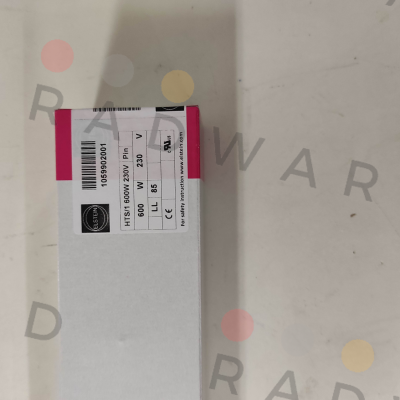 HTS/1 600W 230V Pin
600 W 230 V
LL 85
CE
For safety instruction www.elstein.com
ELSTEIN
1059902001
RADWAR
RADWAR